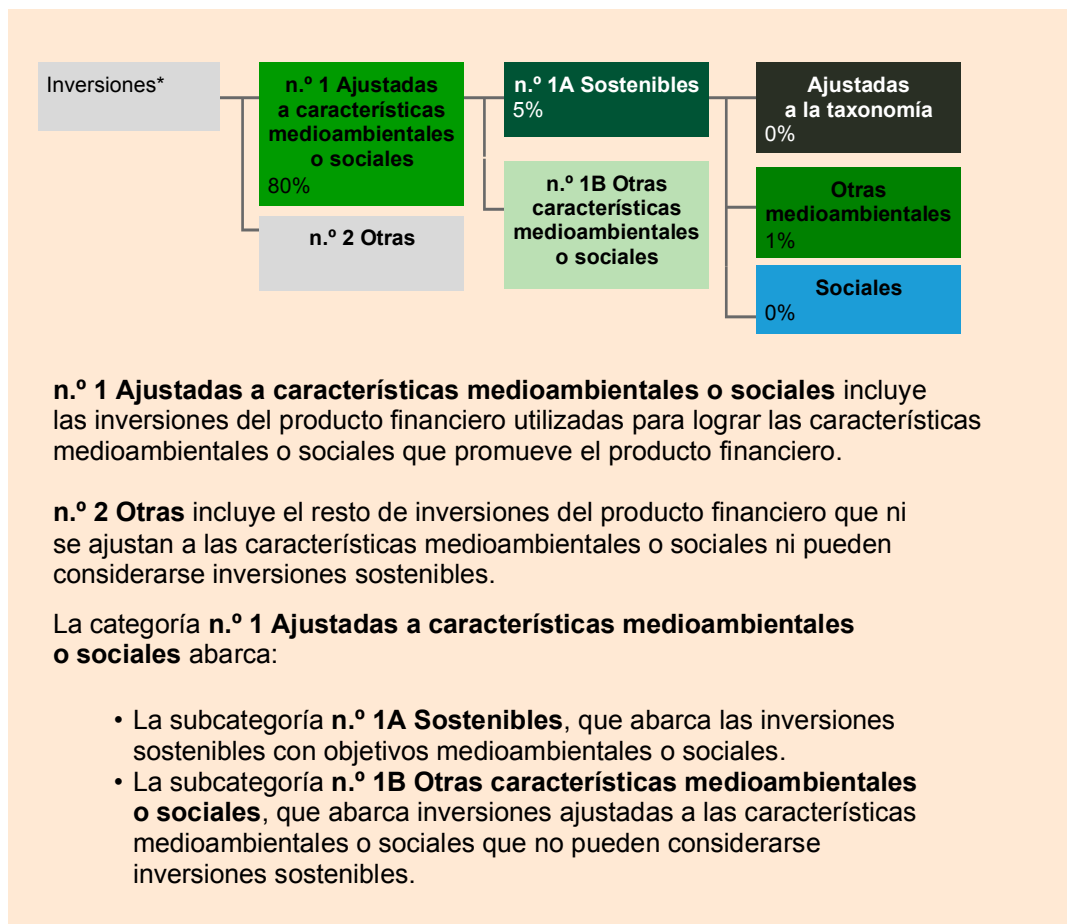 Inversiones*
n.º 1 Ajustadas
a características
medioambientales
o sociales
80%
n.º 2 Otras
n.º 1A Sostenibles
5%
n.º 1B Otras
características
medioambientales
o sociales
Ajustadas
a la taxonomía
0%
Otras
medioambientales
1%
Sociales
0%
n.º 1 Ajustadas a características medioambientales o sociales incluye
las inversiones del producto financiero utilizadas para lograr las características
medioambientales o sociales que promueve el producto financiero.
n.º 2 Otras incluye el resto de inversiones del producto financiero que ni
se ajustan a las características medioambientales o sociales ni pueden
considerarse inversiones sostenibles.
La categoría n.º 1 Ajustadas a características medioambientales
o sociales abarca:
• La subcategoría n.º 1A Sostenibles, que abarca las inversiones
sostenibles con objetivos medioambientales o sociales.
• La subcategoría n.º 1B Otras características medioambientales
o sociales, que abarca inversiones ajustadas a las características
medioambientales o sociales que no pueden considerarse
inversiones sostenibles.